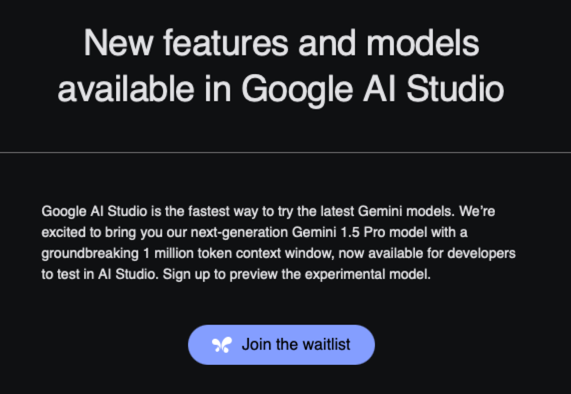 New features and models
available in Google AI Studio
Google AI Studio is the fastest way to try the latest Gemini models. We're
excited to bring you our next-generation Gemini 1.5 Pro model with a
groundbreaking 1 million token context window, now available for developers
to test in AI Studio. Sign up to preview the experimental model.
Join the waitlist